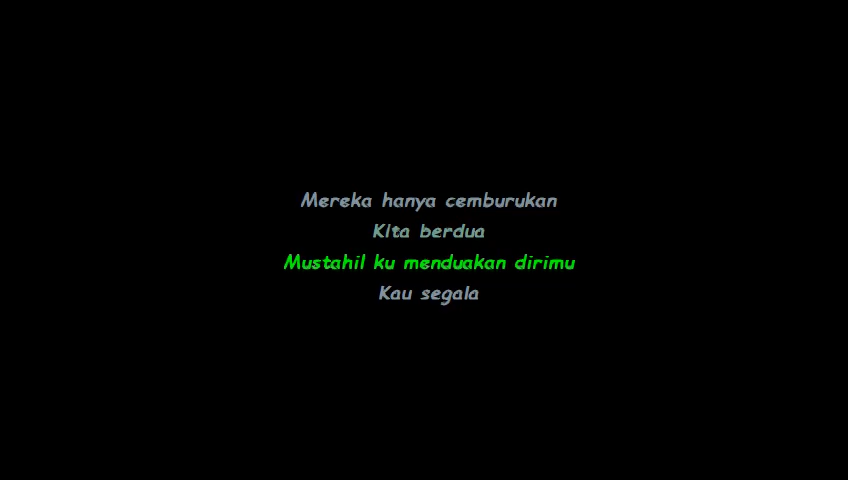 Mereka hanya cemburukan
Kita berdua
Mustahil ku menduakan dirimu
Kau segala